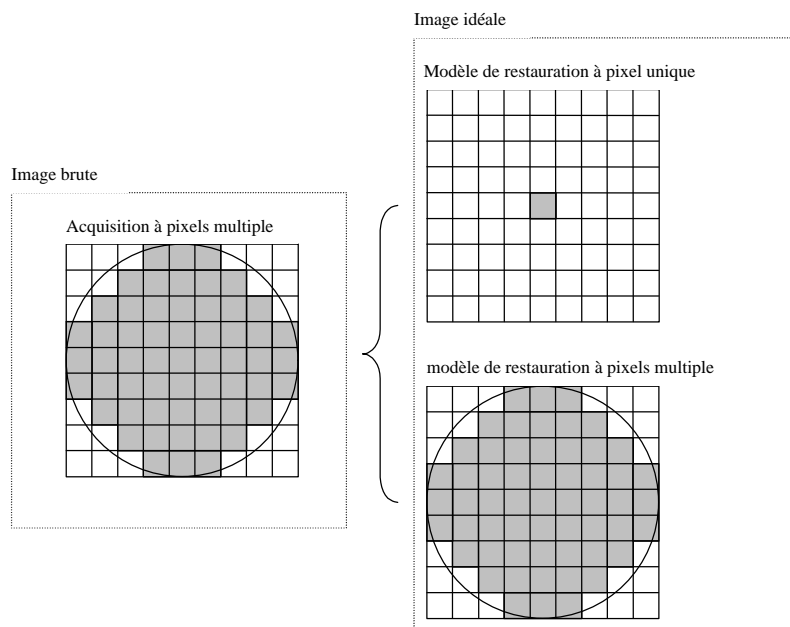 Image idéale
Modèle de restauration à pixel unique
Image brute
Acquisition à pixels multiple
modèle de restauration à pixels multiple